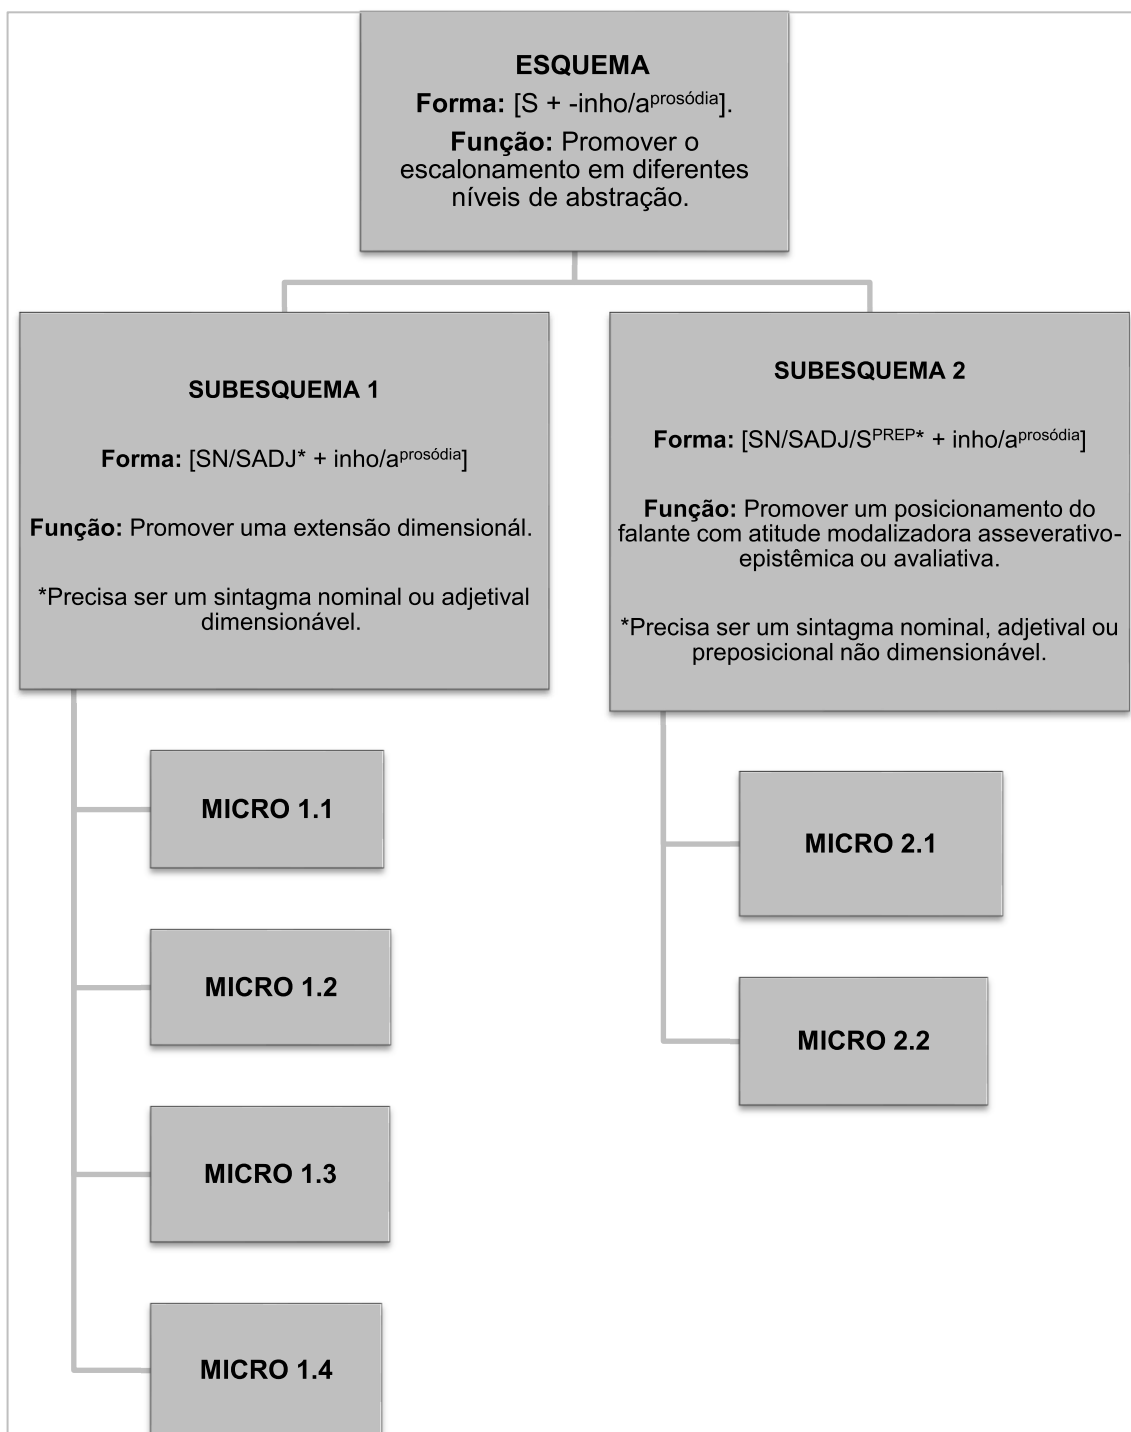 ESQUEMA
Forma: [S + -inho/aprosódia].
Função: Promover o
escalonamento em diferentes
níveis de abstração.
SUBESQUEMA 1
Forma: [SN/SADJ* + inho/aprosódia]
Função: Promover uma extensão dimensionál.
*Precisa ser um sintagma nominal ou adjetival
dimensionável.
SUBESQUEMA 2
Forma: [SN/SADJ/SPREP* + inho/aprosódia]
Função: Promover um posicionamento do
falante com atitude modalizadora asseverativo-
epistêmica ou avaliativa.
*Precisa ser um sintagma nominal, adjetival ou
preposicional não dimensionável.
MICRO 1.1
MICRO 1.2
MICRO 1.3
MICRO 1.4
MICRO 2.1
MICRO 2.2